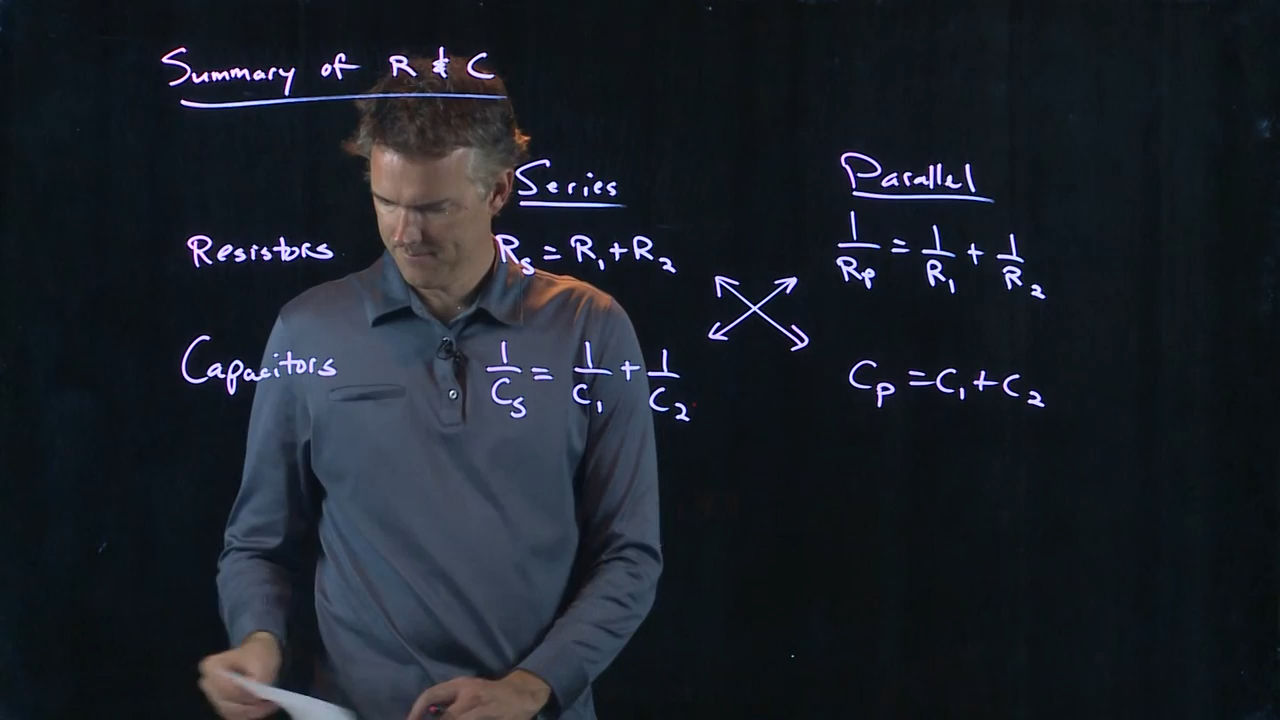 Summary of R & C
Series Parallel
Resistors R_s = R_1 + R_2 1/R_p = 1/R_1 + 1/R_2
Capacitors 1/C_s = 1/C_1 + 1/C_2 C_p = C_1 + C_2